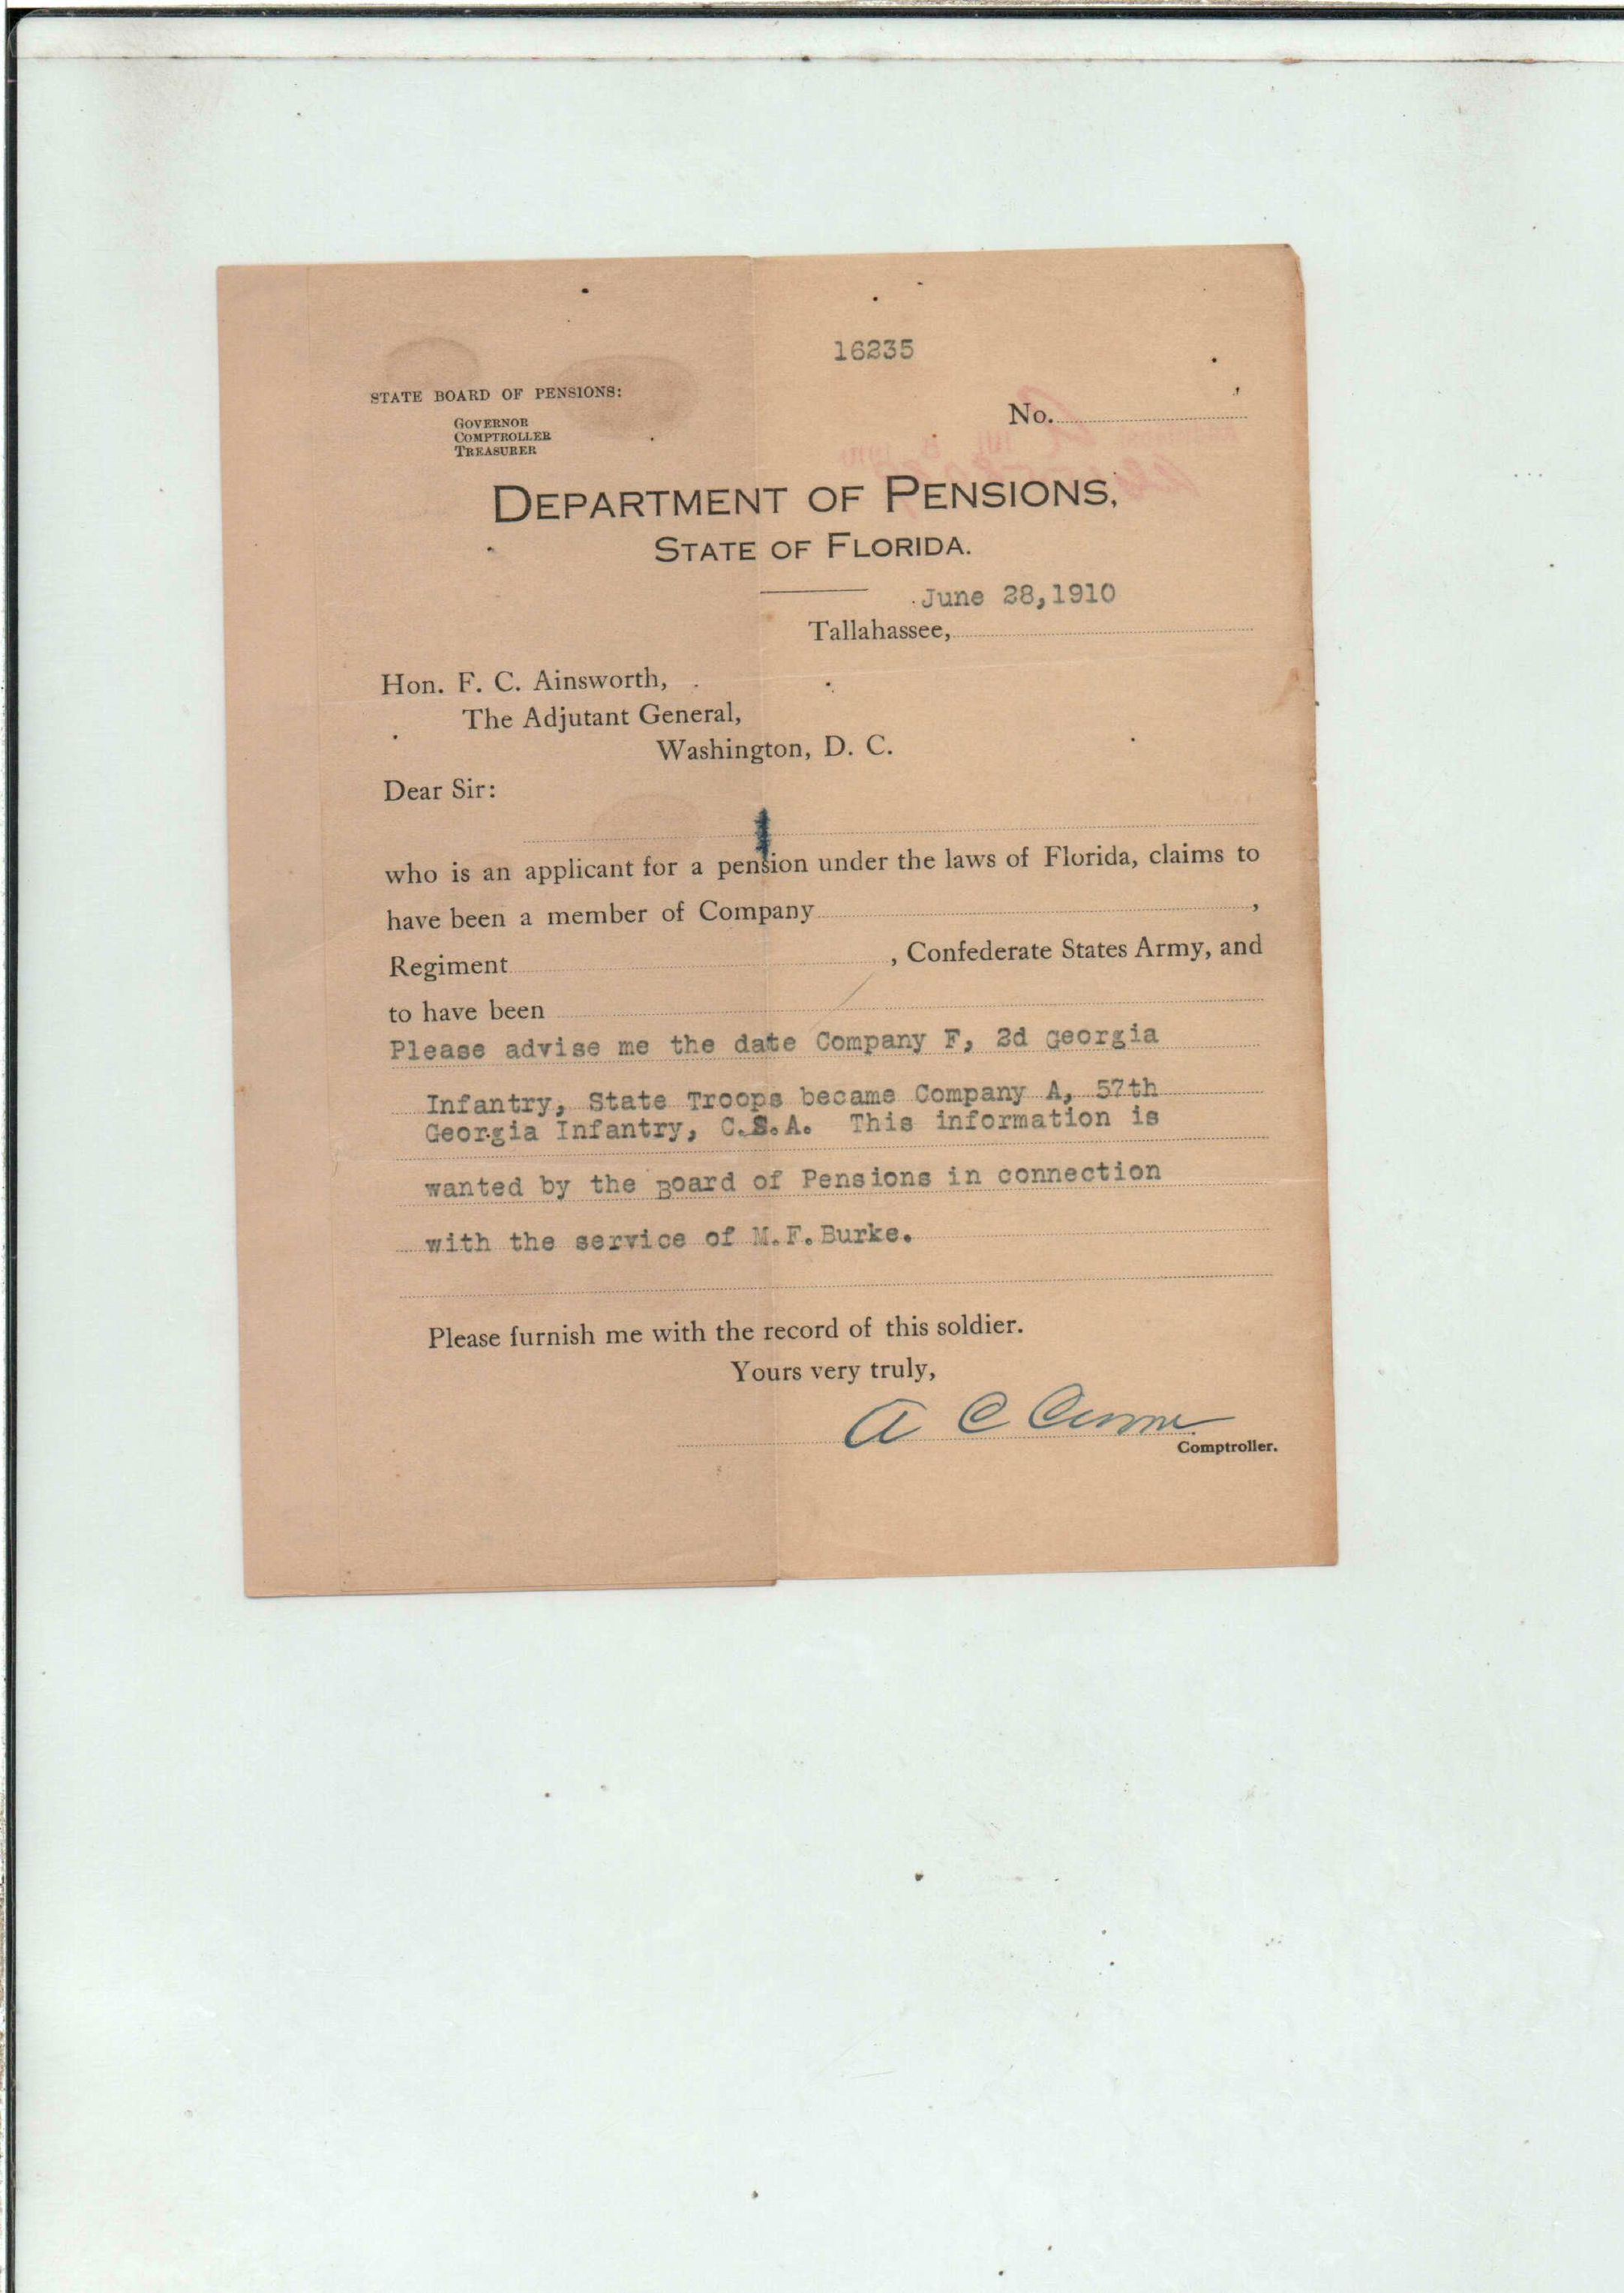 16235
STATE BOARD OF PENSIONS:
GOVERNOR
COMPTROLLER
TREASURER
No.
DEPARTMENT OF PENSIONS,
STATE OF FLORIDA.
June 28,1910
Tallahassee,
Hon. F. C. Ainsworth,
The Adjutant General,
Washington, D. C.
Dear Sir:
who is an applicant for a pension under the laws of Florida, claims to
have been a member of Company ,
Regiment , Confederate States Army, and
to have been
Please advise me the date Company F, 2d Georgia
Infantry, State Troops became Company A, 57th
Georgia Infantry, C.S.A. This information is
wanted by the Board of Pensions in connection
with the service of M.F.Burke.
Please furnish me with the record of this soldier.
Yours very truly,
A C
Comptroller.